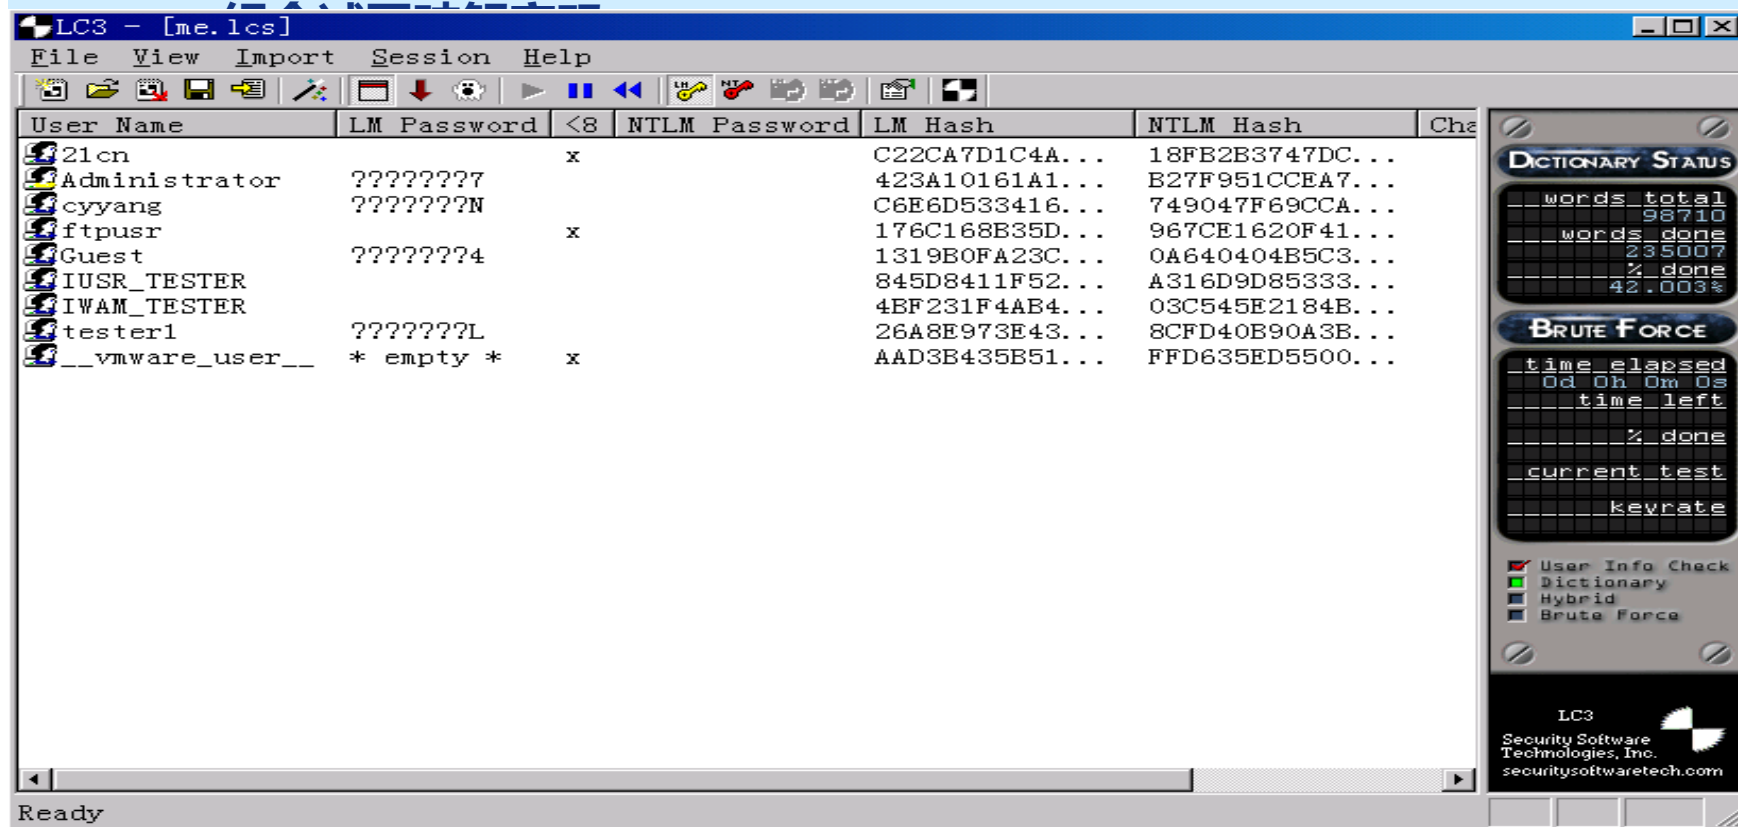 LC3 - [me.lcs]
File View Import Session Help
User Name LM Password <8 NTLM Password LM Hash NTLM Hash Cha
21cn x C22CA7D1C4A... 18FB2B3747DC...
Administrator ????????7 423A10161A1... B27F951CCEA7...
cyyang ???????N C6E6D533416... 749047F69CCA...
ftpusr x 176C168B35D... 967CE1620F41...
Guest ???????4 1319B0FA23C... 0A640404B5C3...
IUSR_TESTER 845D8411F52... A316D9D85333...
IWAM_TESTER 4BF231F4AB4... 03C545E2184B...
tester1 ???????L 26A8E973E43... 8CFD40B90A3B...
__vmware_user__ * empty * x AAD3B435B51... FFD635ED5500...
DICTIONARY STATUS
words total
98710
words done
235007
% done
42.003%
BRUTE FORCE
time elapsed
0d 0h 0m 0s
time left
% done
current test
keyrate
User Info Check
Dictionary
Hybrid
Brute Force
LC3
Security Software
Technologies, Inc.
securitysoftwaretech.com
Ready